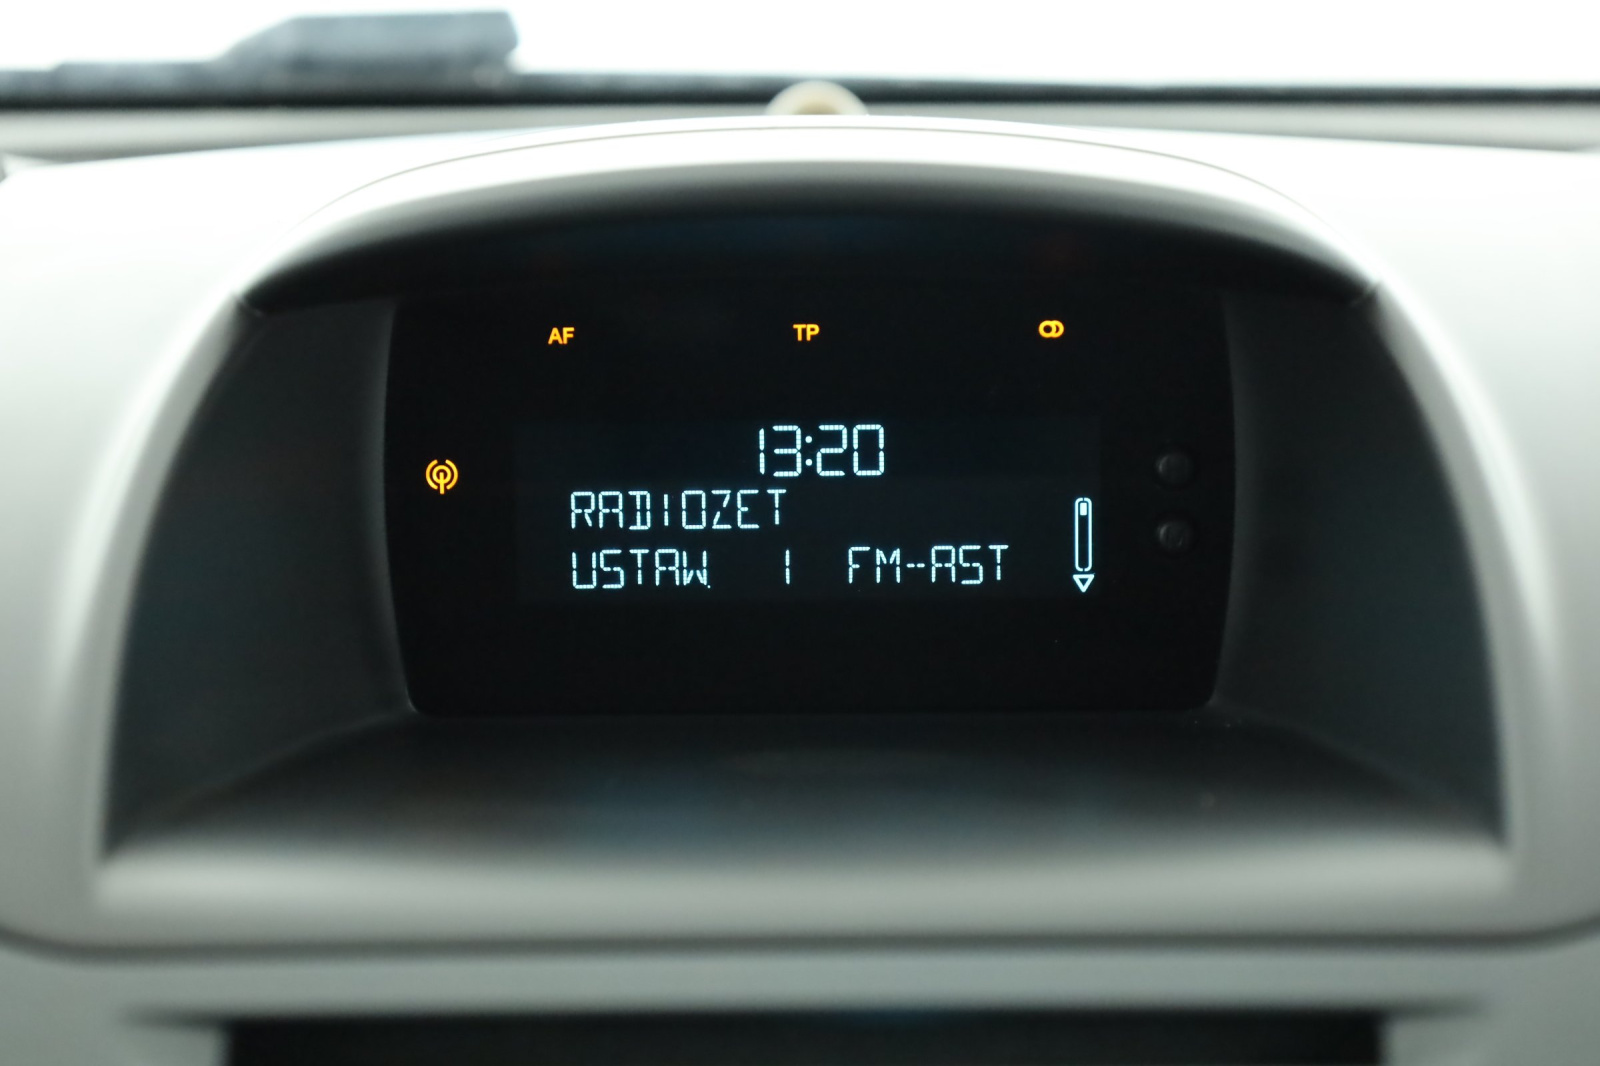 AF TP
13:20
RADIOZET
USTAW. 1 FM-AST